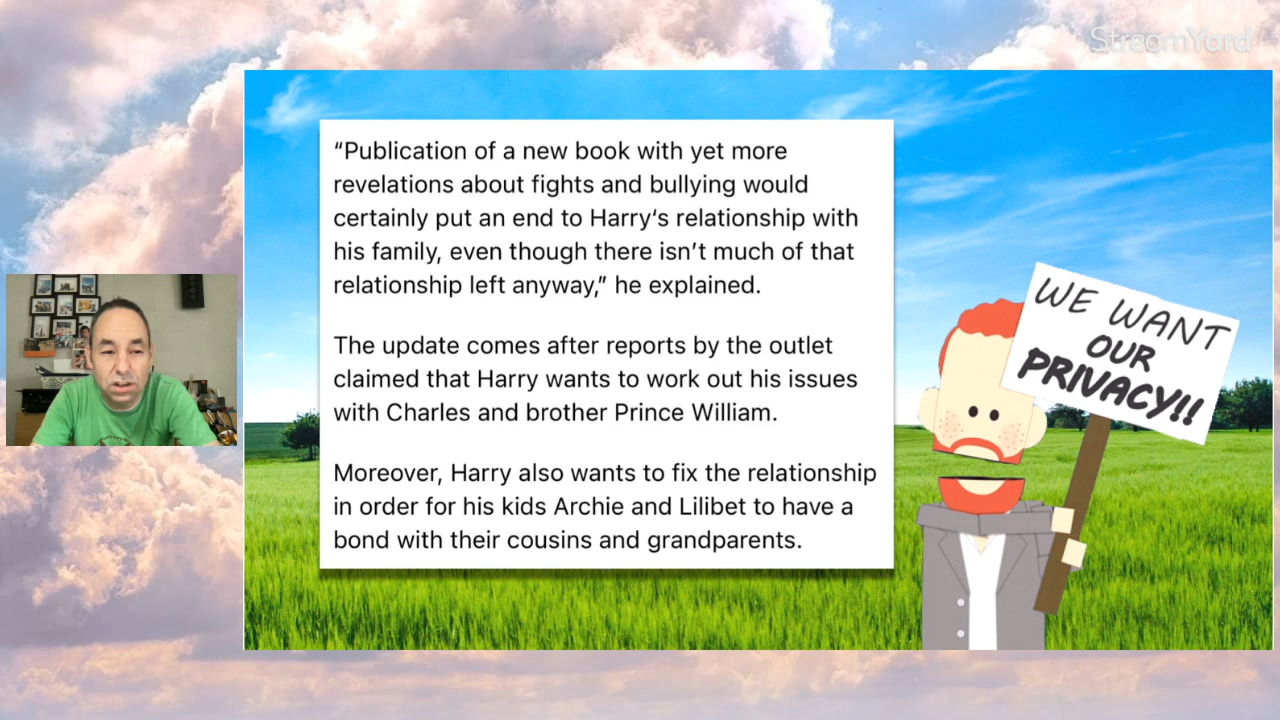 StreamYard
“Publication of a new book with yet more
revelations about fights and bullying would
certainly put an end to Harry‘s relationship with
his family, even though there isn’t much of that
relationship left anyway,” he explained.
The update comes after reports by the outlet
claimed that Harry wants to work out his issues
with Charles and brother Prince William.
Moreover, Harry also wants to fix the relationship
in order for his kids Archie and Lilibet to have a
bond with their cousins and grandparents.
WE WANT
OUR
PRIVACY!!